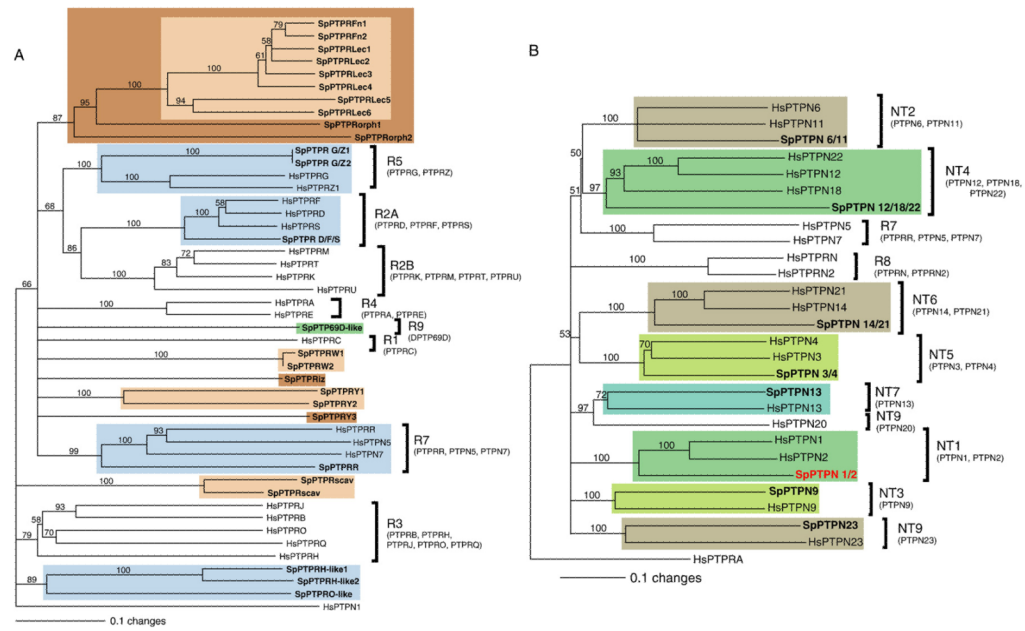 A
79
SpPTPRFn1
SpPTPRFn2
58
SpPTPRLec1
61
SpPTPRLec2
100
SpPTPRLec3
SpPTPRLec4
94
SpPTPRLec5
SpPTPRLec6
95
87
SpPTPRorph1
SpPTPRorph2
100
SpPTPR G/Z1
SpPTPR G/Z2
100
HsPTPRG
HsPTPRZ1
R5
(PTPRG, PTPRZ)
68
58
HsPTPRF
HsPTPRD
100
HsPTPRS
SpPTPR D/F/S
100
R2A
(PTPRD, PTPRF, PTPRS)
86
72
HsPTPRM
HsPTPRT
83
HsPTPRK
100
HsPTPRU
R2B
(PTPRK, PTPRM, PTPRT, PTPRU)
66
100
HsPTPRA
HsPTPRE
R4
(PTPRA, PTPRE)
SpPTP69D-like
R9
(DPTP69D)
HsPTPRC
R1
(PTPRC)
100
SpPTPRW1
SpPTPRW2
SpPTPRiz
100
SpPTPRY1
SpPTPRY2
SpPTPRY3
93
HsPTPRR
100
HsPTPN5
HsPTPN7
99
SpPTPRR
R7
(PTPRR, PTPN5, PTPN7)
100
SpPTPRscav
SpPTPRscav
93
HsPTPRJ
58
HsPTPRB
70
HsPTPRO
79
HsPTPRQ
HsPTPRH
R3
(PTPRB, PTPRH,
PTPRJ, PTPRO, PTPRQ)
100
SpPTPRH-like1
89
SpPTPRH-like2
SpPTPRO-like
HsPTPN1
0.1 changes
B
100
HsPTPN6
HsPTPN11
SpPTPN 6/11
NT2
(PTPN6, PTPN11)
50
100
HsPTPN22
93
HsPTPN12
51
97
HsPTPN18
SpPTPN 12/18/22
NT4
(PTPN12, PTPN18,
PTPN22)
100
HsPTPN5
HsPTPN7
R7
(PTPRR, PTPN5, PTPN7)
100
HsPTPRN
HsPTPRN2
R8
(PTPRN, PTPRN2)
100
HsPTPN21
100
HsPTPN14
SpPTPN 14/21
NT6
(PTPN14, PTPN21)
53
70
HsPTPN4
HsPTPN3
100
SpPTPN 3/4
NT5
(PTPN3, PTPN4)
72
SpPTPN13
97
HsPTPN13
NT7
(PTPN13)
HsPTPN20
NT9
(PTPN20)
100
HsPTPN1
HsPTPN2
100
SpPTPN 1/2
NT1
(PTPN1, PTPN2)
100
SpPTPN9
HsPTPN9
NT3
(PTPN9)
100
SpPTPN23
HsPTPN23
NT9
(PTPN23)
HsPTPRA
0.1 changes